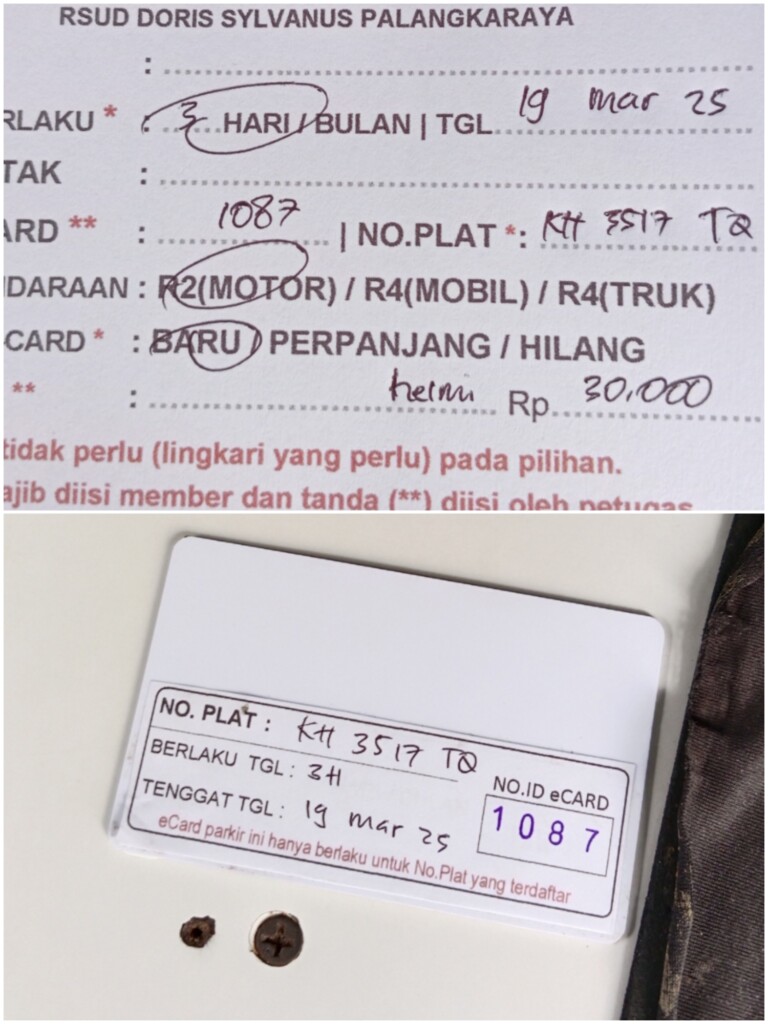 RSUD DORIS SYLVANUS PALANGKARAYA
: ..........
RLAKU * : 3 HARI / BULAN | TGL 19 mar 25
TAK : ..........
ARD ** : 1087 | NO.PLAT *: KH 3517 TQ
DARAAN : R2(MOTOR) / R4(MOBIL) / R4(TRUK)
CARD * : BARU / PERPANJANG / HILANG
** : helmi Rp 30.000
tidak perlu (lingkari yang perlu) pada pilihan.
ajib diisi member dan tanda (**) diisi oleh petugas
NO. PLAT : KH 3517 TQ
BERLAKU TGL : 3H
TENGGAT TGL : 19 mar 25
NO.ID eCARD
1087
eCard parkir ini hanya berlaku untuk No.Plat yang terdaftar